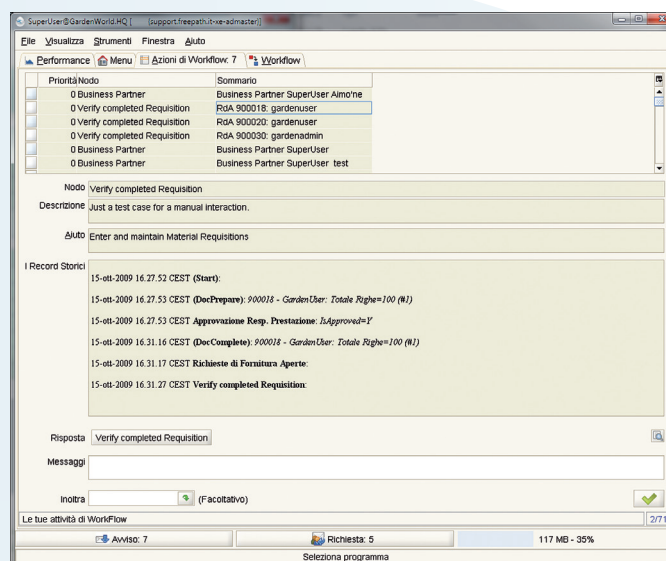 SuperUser@GardenWorld.HQ [ (support.freepath.it-xe-admaster)]
File Visualizza Strumenti Finestra Aiuto
Performance Menu Azioni di Workflow: 7 Workflow
Priorità Nodo Sommario
0 Business Partner Business Partner SuperUser Aimo'ne
0 Verify completed Requisition RdA 900018: gardenuser
0 Verify completed Requisition RdA 900020: gardenuser
0 Verify completed Requisition RdA 900030: gardenadmin
0 Business Partner Business Partner SuperUser
0 Business Partner Business Partner SuperUser test
Nodo Verify completed Requisition
Descrizione Just a test case for a manual interaction.
Aiuto Enter and maintain Material Requisitions
I Record Storici
15-ott-2009 16.27.52 CEST (Start):
15-ott-2009 16.27.53 CEST (DocPrepare): 900018 - GardenUser: Totale Righe=100 (#1)
15-ott-2009 16.27.53 CEST Approvazione Resp. Prestazione: IsApproved=Y
15-ott-2009 16.31.16 CEST (DocComplete): 900018 - GardenUser: Totale Righe=100 (#1)
15-ott-2009 16.31.17 CEST Richieste di Fornitura Aperte:
15-ott-2009 16.31.27 CEST Verify completed Requisition:
Risposta Verify completed Requisition
Messaggi
Inoltra (Facoltativo)
Le tue attività di WorkFlow 2/71
Avviso: 7 Richiesta: 5 117 MB - 35%
Seleziona programma